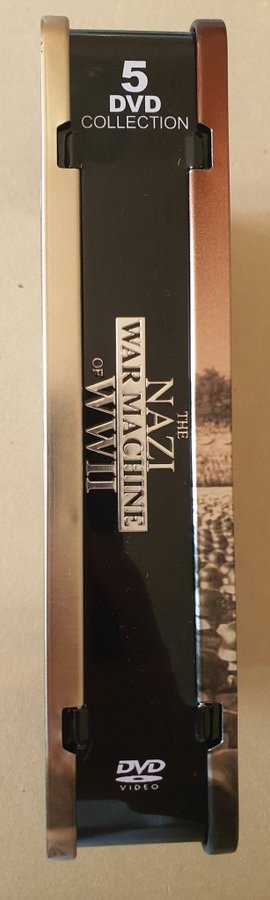 5
DVD
COLLECTION
THE
NAZI
WAR MACHINE
OF WWII
DVD
VIDEO